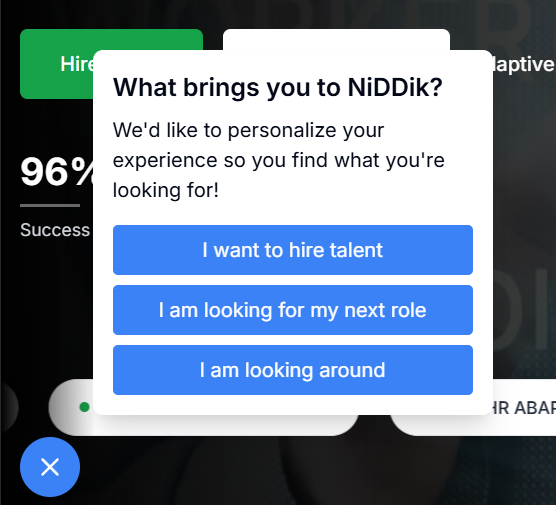 Hire
daptive
What brings you to NiDDik?
We'd like to personalize your
experience so you find what you're
looking for!
96%
Success
I want to hire talent
I am looking for my next role
I am looking around
HR ABAP